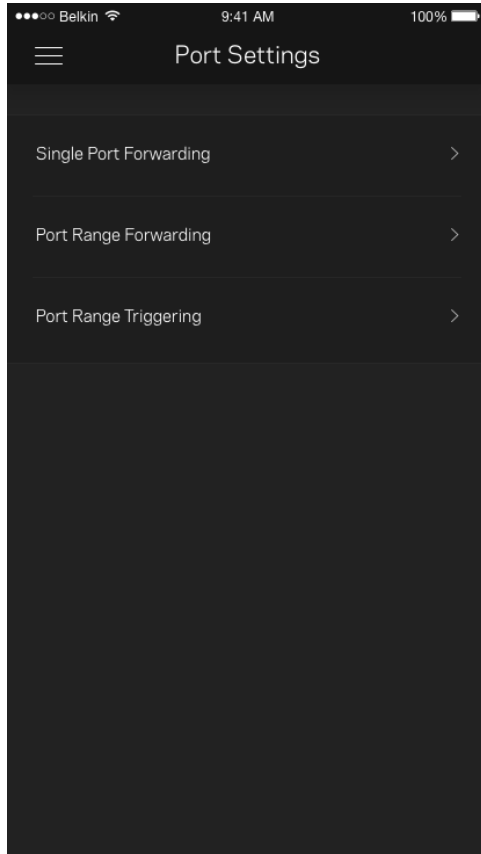 Belkin 9:41 AM 100%
Port Settings
Single Port Forwarding
Port Range Forwarding
Port Range Triggering